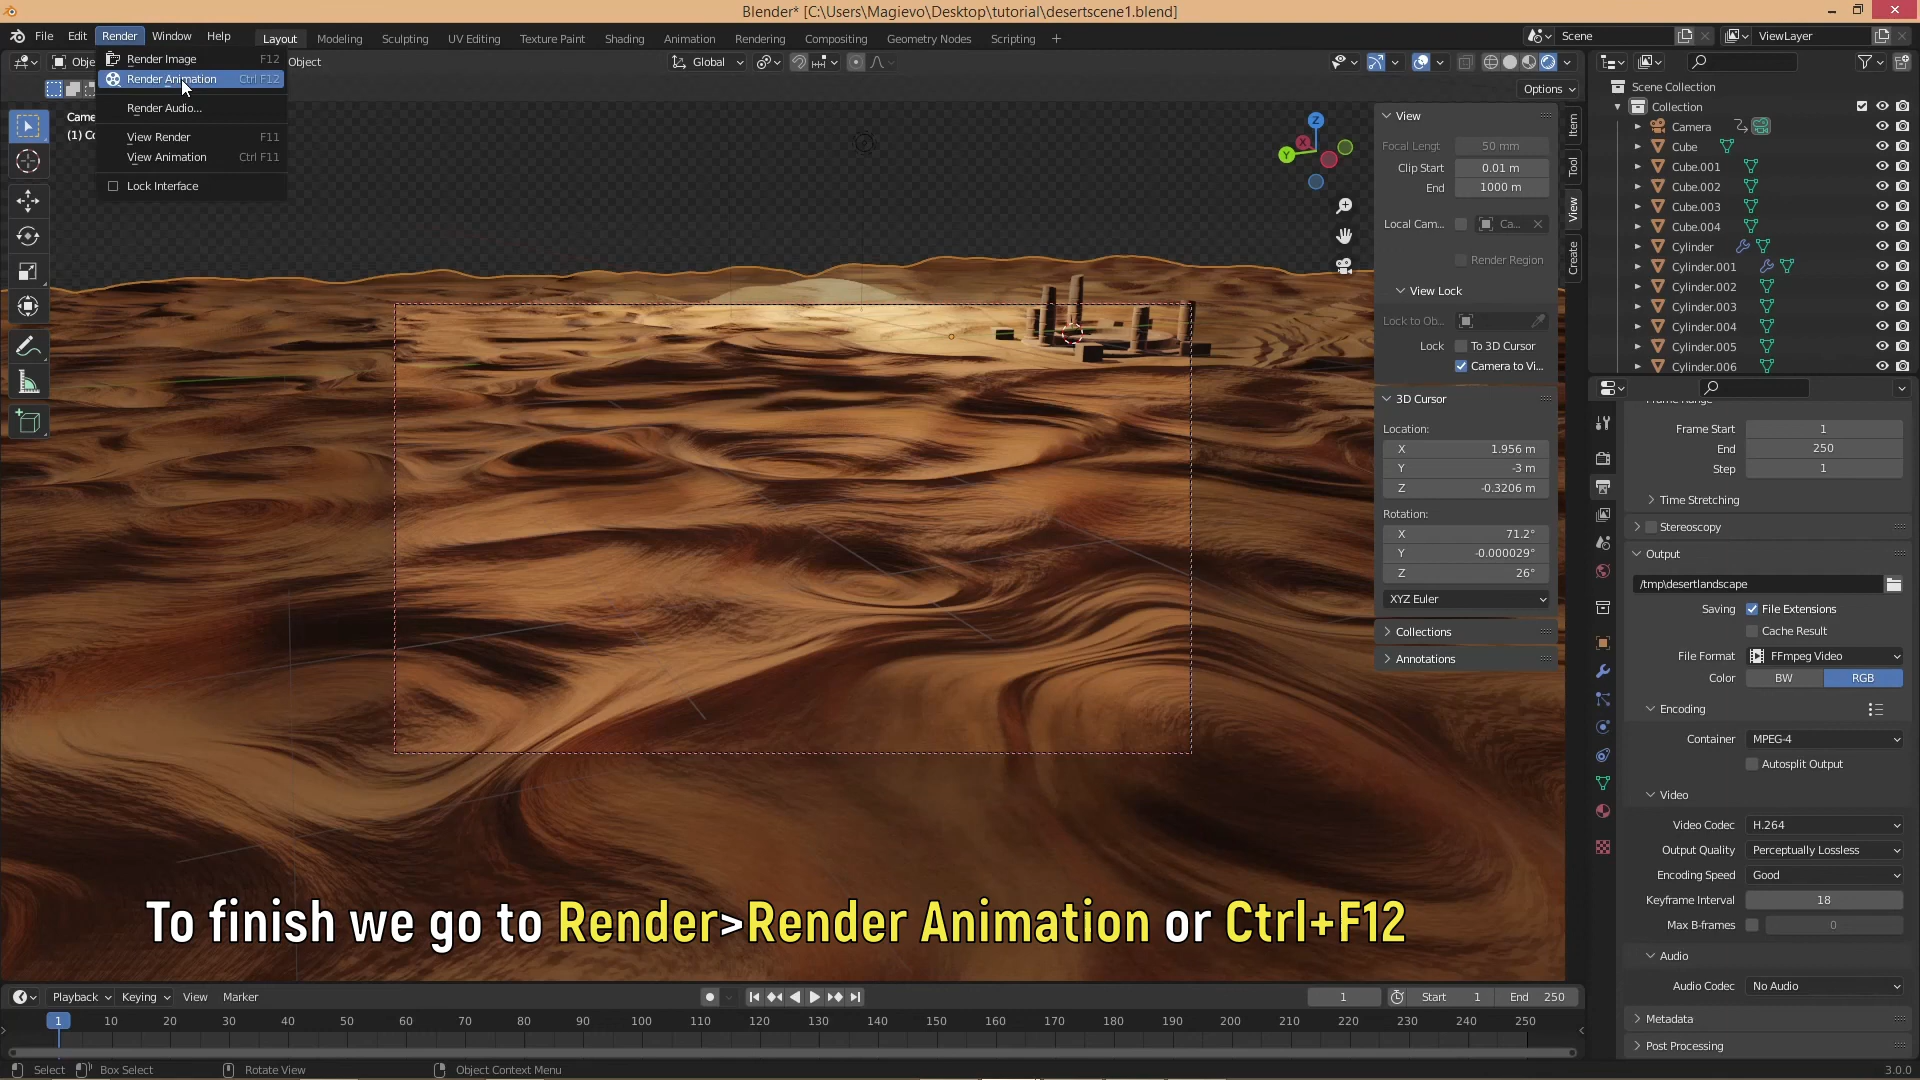 Blender* [C:\Users\Magievo\Desktop\tutorial\desertscene1.blend]
File Edit Render Window Help Layout Modeling Sculpting UV Editing Texture Paint Shading Animation Rendering Compositing Geometry Nodes Scripting + Scene ViewLayer
Object Global
Render Image F12
Render Animation Ctrl F12
Render Audio...
View Render F11
View Animation Ctrl F11
Lock Interface
Options
Z
X
Y
View
Focal Lengt 50 mm
Clip Start 0.01 m
End 1000 m
Local Cam... Ca...
Render Region
View Lock
Lock to Ob...
Lock To 3D Cursor
Camera to Vi...
3D Cursor
Location:
X 1.956 m
Y -3 m
Z -0.3206 m
Rotation:
X 71.2°
Y -0.000029°
Z 26°
XYZ Euler
Collections
Annotations
Item
Tool
View
Create
Scene Collection
Collection
Camera
Cube
Cube.001
Cube.002
Cube.003
Cube.004
Cylinder
Cylinder.001
Cylinder.002
Cylinder.003
Cylinder.004
Cylinder.005
Cylinder.006
Frame Range
Frame Start 1
End 250
Step 1
Time Stretching
Stereoscopy
Output
/tmp\desertlandscape
Saving File Extensions
Cache Result
File Format FFmpeg Video
Color BW RGB
Encoding
Container MPEG-4
Autosplit Output
Video
Video Codec H.264
Output Quality Perceptually Lossless
Encoding Speed Good
Keyframe Interval 18
Max B-frames 0
Audio
Audio Codec No Audio
Metadata
Post Processing
To finish we go to Render>Render Animation or Ctrl+F12
Playback Keying View Marker 1 Start 1 End 250
1 10 20 30 40 50 60 70 80 90 100 110 120 130 140 150 160 170 180 190 200 210 220 230 240 250
Select Box Select Rotate View Object Context Menu 3.0.0